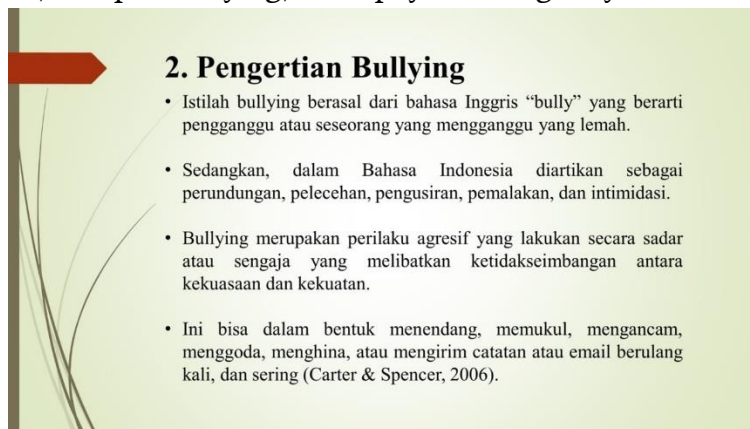 2. Pengertian Bullying
• Istilah bullying berasal dari bahasa Inggris “bully” yang berarti
pengganggu atau seseorang yang mengganggu yang lemah.
• Sedangkan, dalam Bahasa Indonesia diartikan sebagai
perundungan, pelecehan, pengusiran, pemalakan, dan intimidasi.
• Bullying merupakan perilaku agresif yang lakukan secara sadar
atau sengaja yang melibatkan ketidakseimbangan antara
kekuasaan dan kekuatan.
• Ini bisa dalam bentuk menendang, memukul, mengancam,
menggoda, menghina, atau mengirim catatan atau email berulang
kali, dan sering (Carter & Spencer, 2006).